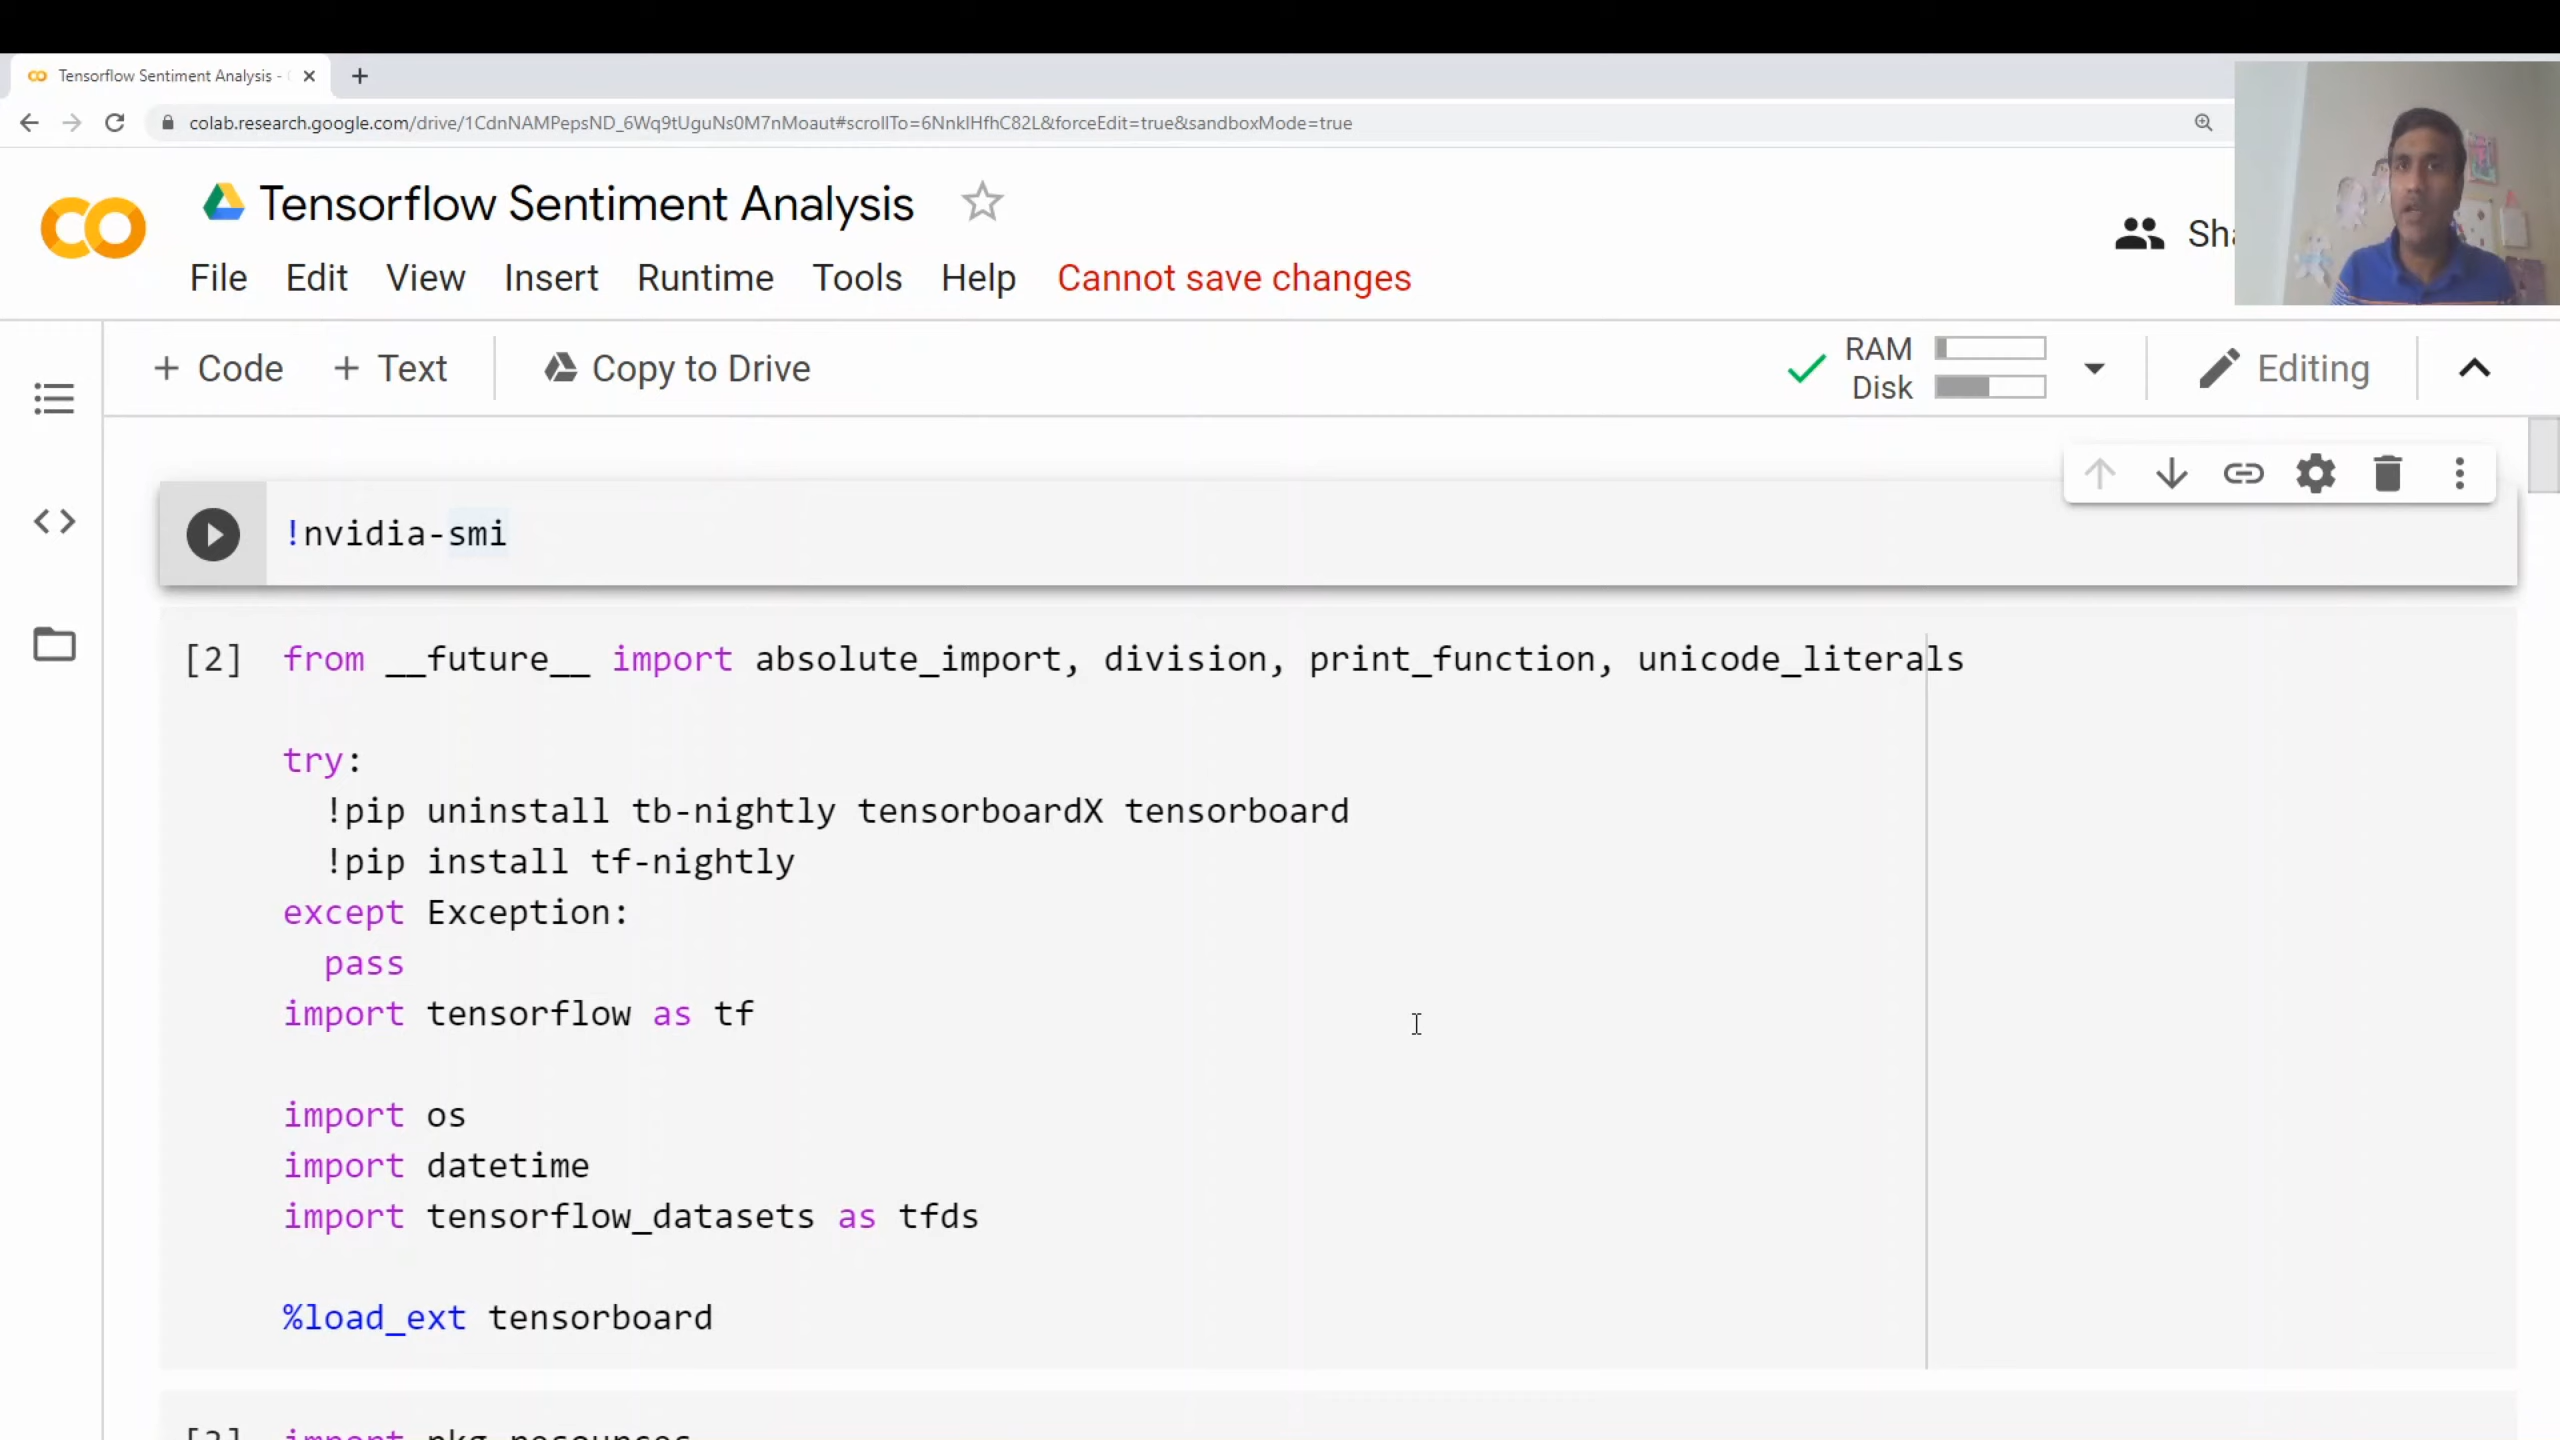 Tensorflow Sentiment Analysis -
colab.research.google.com/drive/1CdnNAMPepsND_6Wq9tUguNs0M7nMoaut#scrollTo=6NnkIHfhC82L&forceEdit=true&sandboxMode=true
CO
Tensorflow Sentiment Analysis
File Edit View Insert Runtime Tools Help Cannot save changes
+ Code + Text Copy to Drive
RAM
Disk
Editing
!nvidia-smi
[2] from __future__ import absolute_import, division, print_function, unicode_literals
try:
!pip uninstall tb-nightly tensorboardX tensorboard
!pip install tf-nightly
except Exception:
pass
import tensorflow as tf
import os
import datetime
import tensorflow_datasets as tfds
%load_ext tensorboard